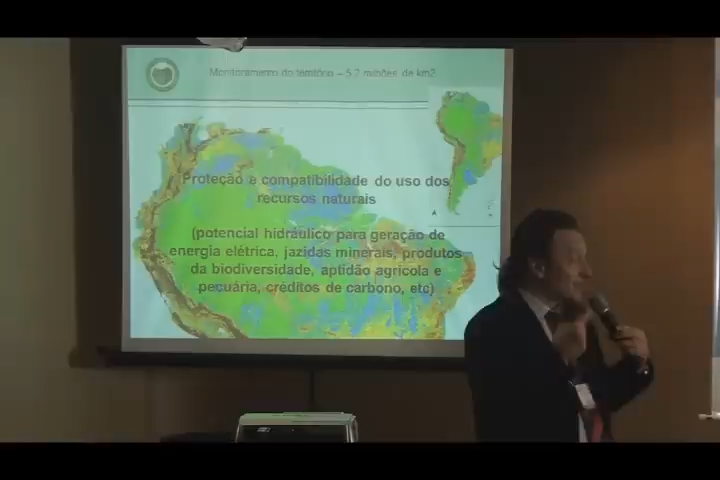 Monitoramento do território – 5,7 milhões de km2
Proteção e compatibilidade do uso dos
recursos naturais
(potencial hidráulico para geração de
energia elétrica, jazidas minerais, produtos
da biodiversidade, aptidão agrícola e
pecuária, créditos de carbono, etc)